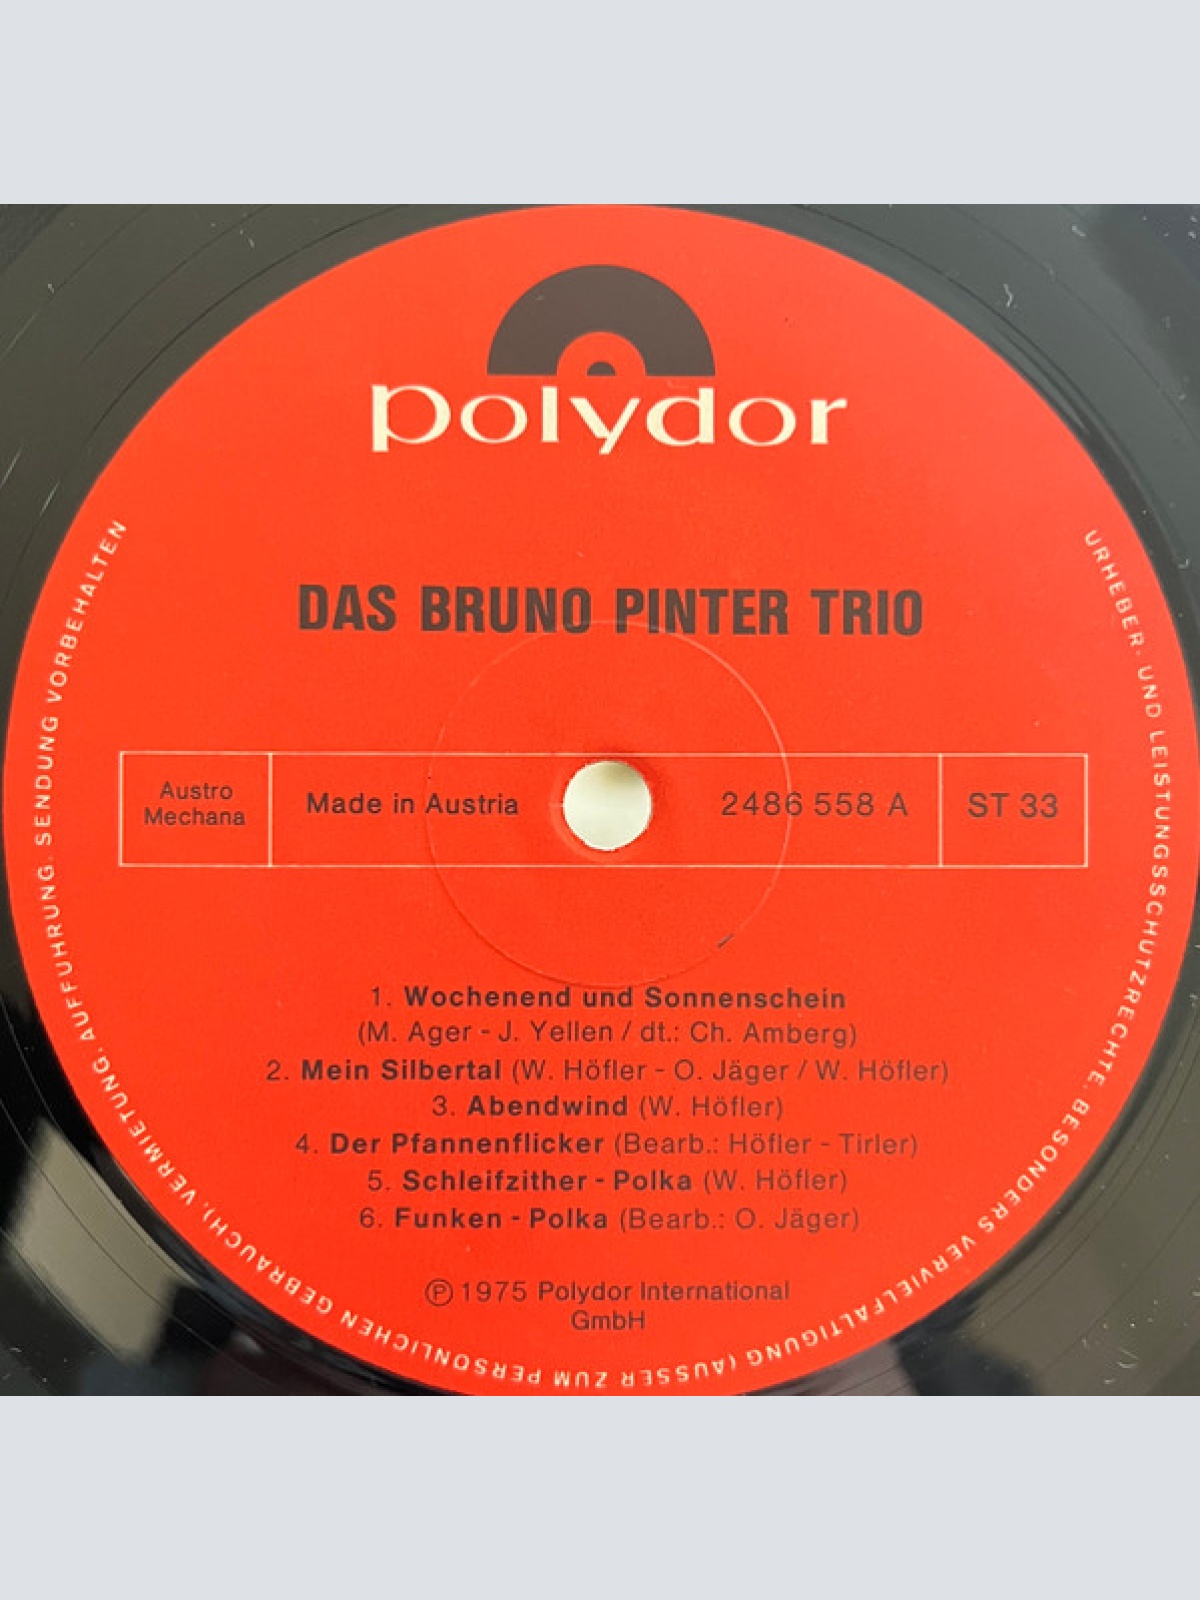 polydor
DAS BRUNO PINTER TRIO
Austro
Mechana
Made in Austria
2486 558 A
ST 33
1. Wochenend und Sonnenschein
(M. Ager - J. Yellen / dt.: Ch. Amberg)
2. Mein Silbertal (W. Höfler - O. Jäger / W. Höfler)
3. Abendwind (W. Höfler)
4. Der Pfannenflicker (Bearb.: Höfler - Tirler)
5. Schleifzither - Polka (W. Höfler)
6. Funken - Polka (Bearb.: O. Jäger)
Ⓟ 1975 Polydor International
GmbH
URHEBER- UND LEISTUNGSSCHUTZRECHTE, BESONDERS VERVIELFÄLTIGUNG (AUSSER ZUM PERSÖNLICHEN GEBRAUCH), VERMIETUNG, AUFFÜHRUNG, SENDUNG VORBEHALTEN